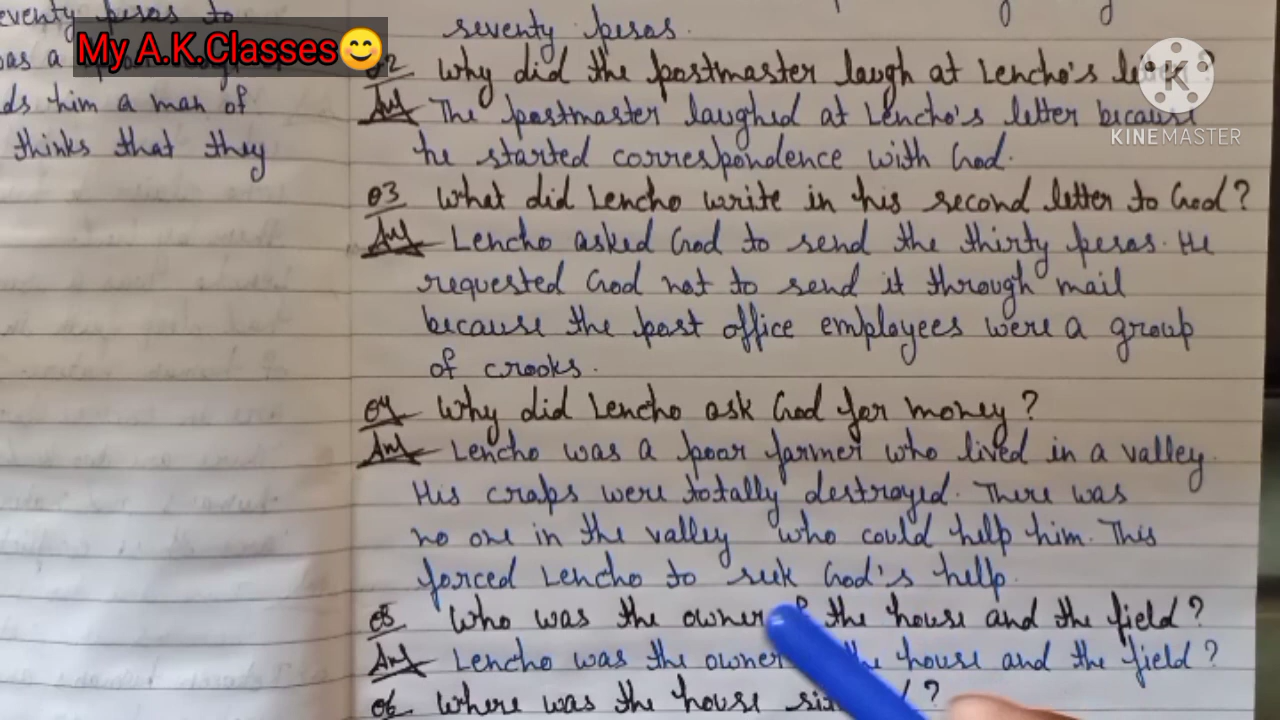 eventy pesos to
My A.K.Classes😊
as a
ds him a man of
thinks that they
seventy pesos.
Q2 Why did the postmaster laugh at Lencho's ?
Ans The postmaster laughed at Lencho's letter because
he started correspondence with God.
Q3 What did Lencho write in his second letter to God?
Ans Lencho asked God to send the thirty pesos. He
requested God not to send it through mail
because the post office employees were a group
of crooks.
Q4 Why did Lencho ask God for money?
Ans Lencho was a poor farmer who lived in a valley.
His crops were totally destroyed. There was
no one in the valley who could help him. This
forced Lencho to seek God's help.
Q5 Who was the owner the house and the field?
Ans Lencho was the owner the house and the field?
Q6 Where was the house ?
K
KINEMASTER